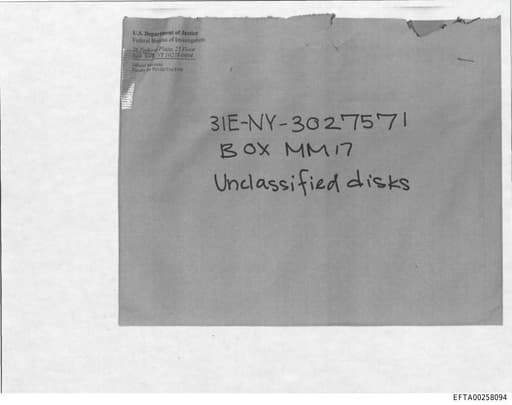 U.S. Department of Justice
Federal Bureau of Investigation
26 Federal Plaza, 23 Floor
New York, NY 10278-0004
Official Business
Penalty for Private Use $300
31E-NY-3027571
BOX MM17
Unclassified disks
EFTA00258094